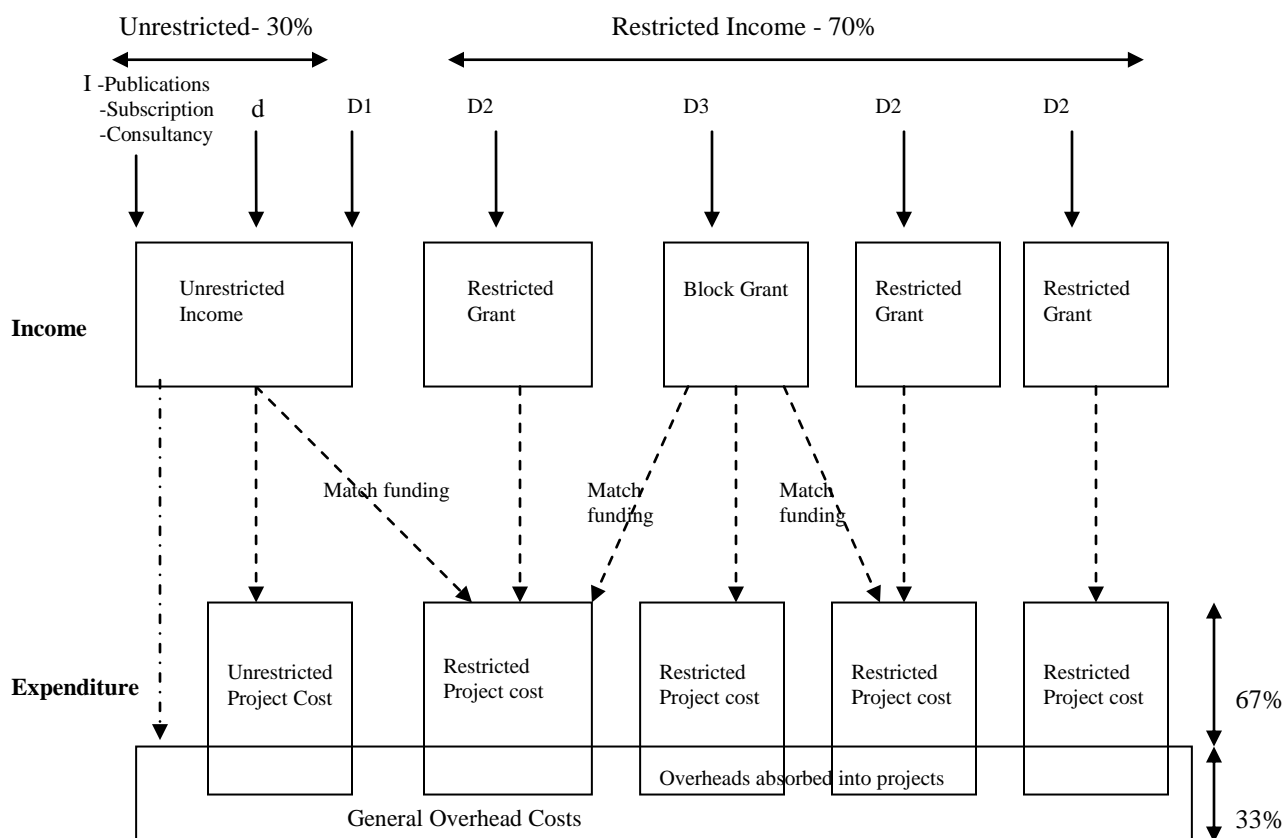 Unrestricted- 30%
Restricted Income - 70%
I -Publications
-Subscription
-Consultancy
d
D1
D2
D3
D2
D2
Income
Unrestricted
Income
Restricted
Grant
Block Grant
Restricted
Grant
Restricted
Grant
Match funding
Match
funding
Match
funding
Expenditure
Unrestricted
Project Cost
Restricted
Project cost
Restricted
Project cost
Restricted
Project cost
Restricted
Project cost
67%
Overheads absorbed into projects
General Overhead Costs
33%